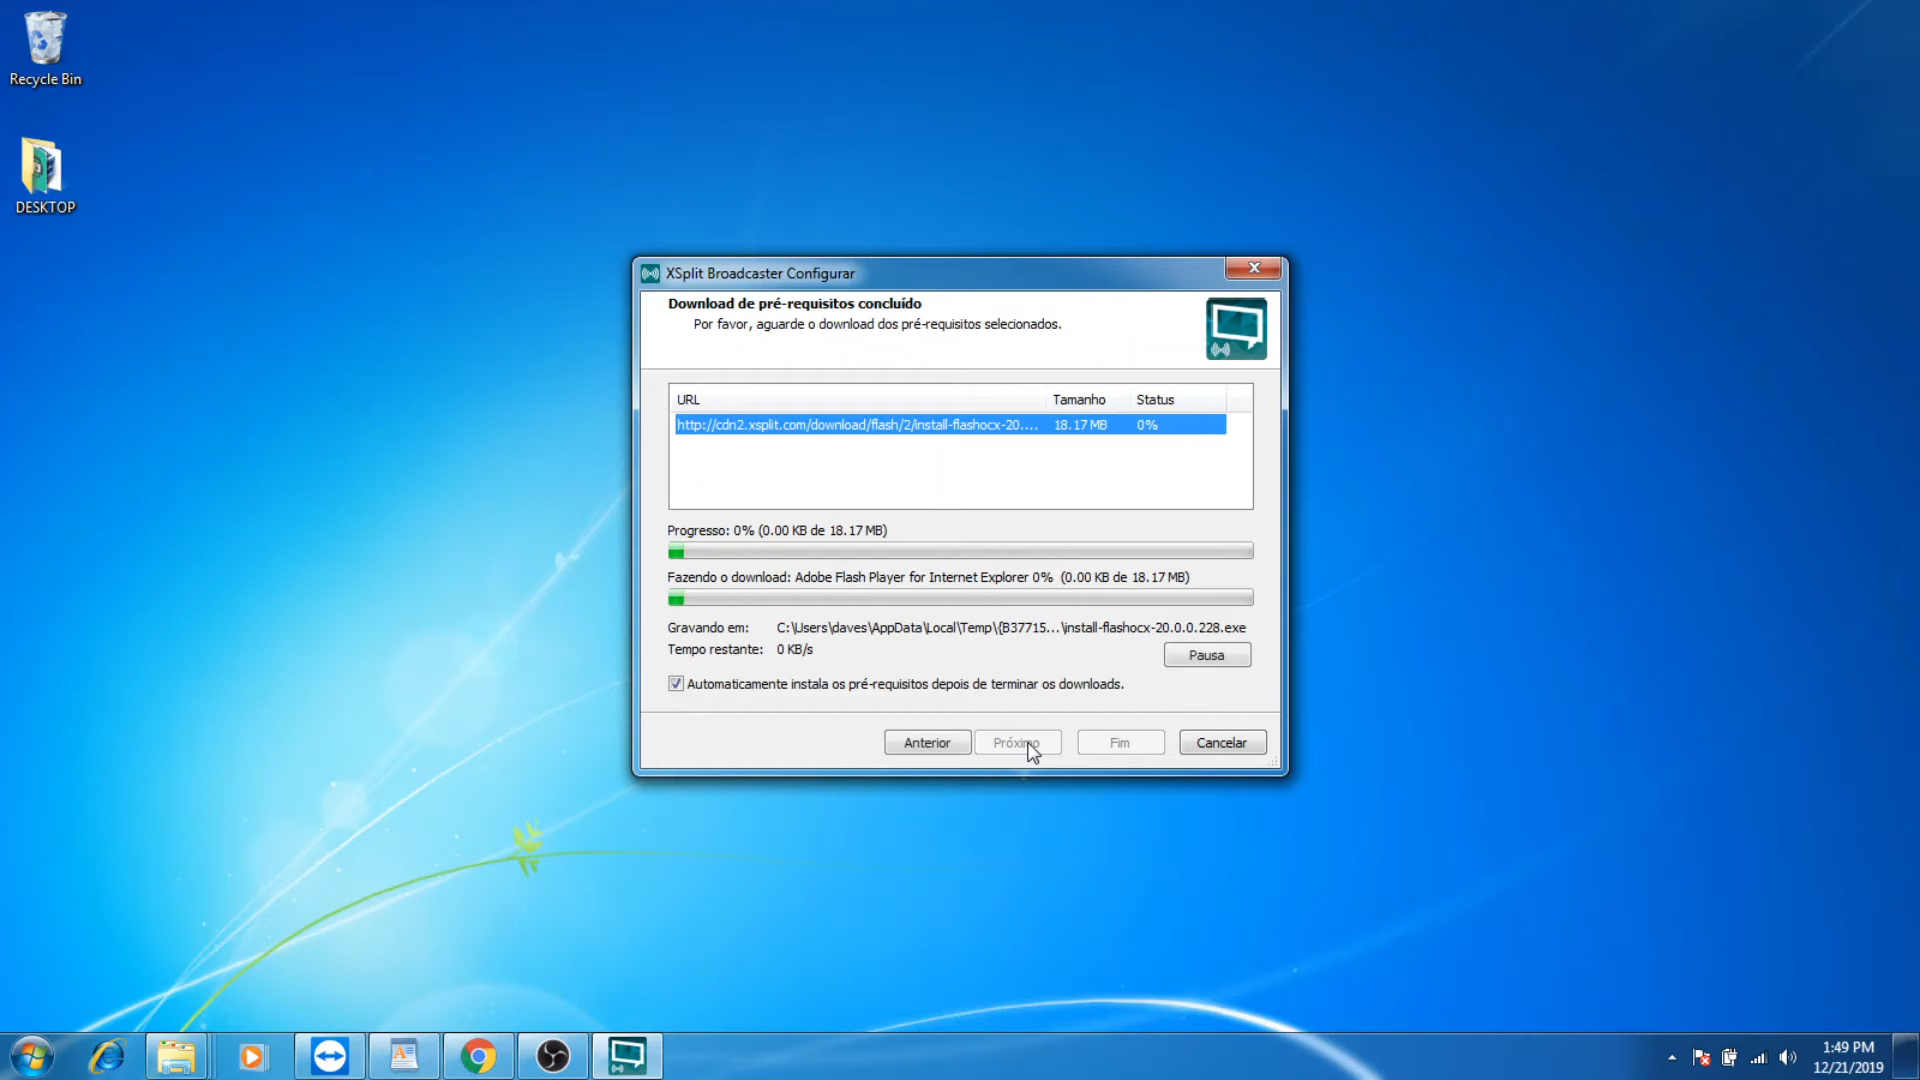 Recycle Bin
DESKTOP
XSplit Broadcaster Configurar
Download de pré-requisitos concluído
Por favor, aguarde o download dos pré-requisitos selecionados.
URL Tamanho Status
http://cdn2.xsplit.com/download/flash/2/install-flashocx-20.... 18.17 MB 0%
Progresso: 0% (0.00 KB de 18.17 MB)
Fazendo o download: Adobe Flash Player for Internet Explorer 0% (0.00 KB de 18.17 MB)
Gravando em: C:\Users\daves\AppData\Local\Temp\{B37715...\install-flashocx-20.0.0.228.exe
Tempo restante: 0 KB/s
Pausa
Automaticamente instala os pré-requisitos depois de terminar os downloads.
Anterior Próximo Fim Cancelar
1:49 PM
12/21/2019